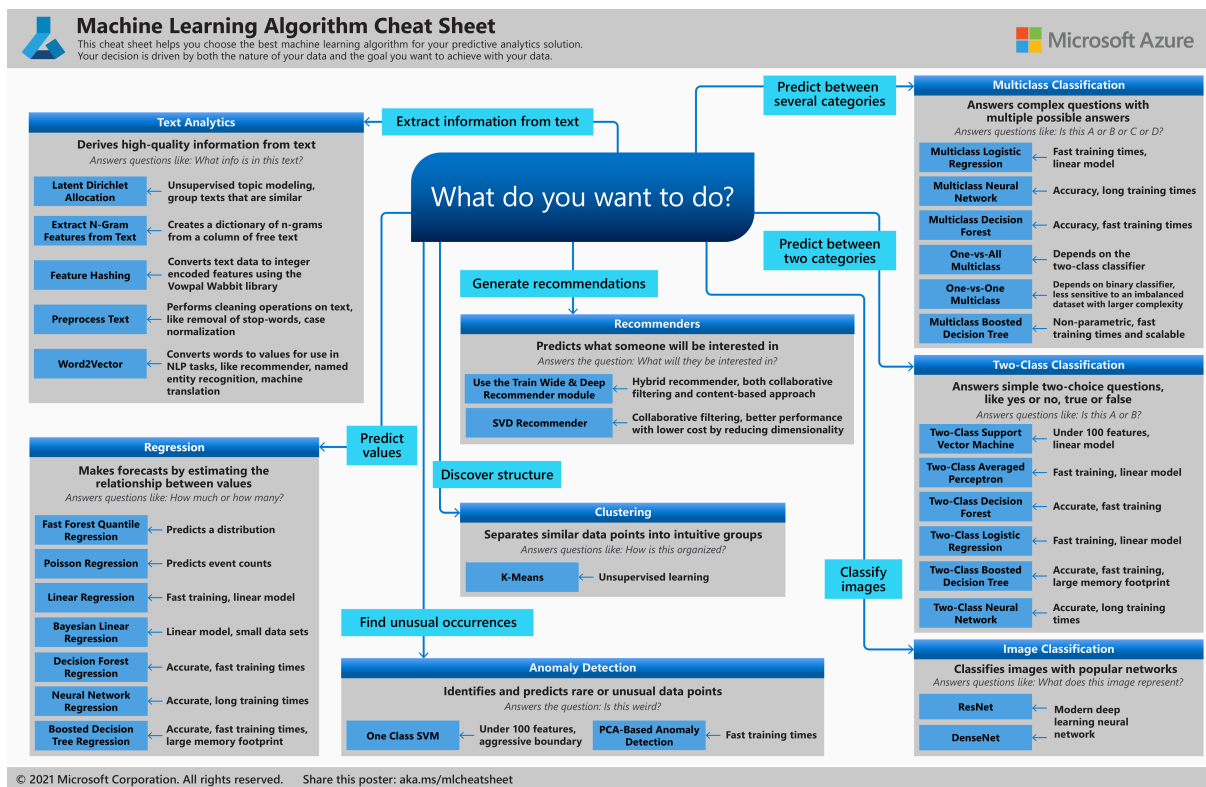 Machine Learning Algorithm Cheat Sheet
This cheat sheet helps you choose the best machine learning algorithm for your predictive analytics solution.
Your decision is driven by both the nature of your data and the goal you want to achieve with your data.
Microsoft Azure
What do you want to do?
Extract information from text
Text Analytics
Derives high-quality information from text
Answers questions like: What info is in this text?
Latent Dirichlet
Allocation
Unsupervised topic modeling,
group texts that are similar
Extract N-Gram
Features from Text
Creates a dictionary of n-grams
from a column of free text
Feature Hashing
Converts text data to integer
encoded features using the
Vowpal Wabbit library
Preprocess Text
Performs cleaning operations on text,
like removal of stop-words, case
normalization
Word2Vector
Converts words to values for use in
NLP tasks, like recommender, named
entity recognition, machine
translation
Predict
values
Regression
Makes forecasts by estimating the
relationship between values
Answers questions like: How much or how many?
Fast Forest Quantile
Regression
Predicts a distribution
Poisson Regression
Predicts event counts
Linear Regression
Fast training, linear model
Bayesian Linear
Regression
Linear model, small data sets
Decision Forest
Regression
Accurate, fast training times
Neural Network
Regression
Accurate, long training times
Boosted Decision
Tree Regression
Accurate, fast training times,
large memory footprint
Generate recommendations
Recommenders
Predicts what someone will be interested in
Answers the question: What will they be interested in?
Use the Train Wide & Deep
Recommender module
Hybrid recommender, both collaborative
filtering and content-based approach
SVD Recommender
Collaborative filtering, better performance
with lower cost by reducing dimensionality
Discover structure
Clustering
Separates similar data points into intuitive groups
Answers questions like: How is this organized?
K-Means
Unsupervised learning
Find unusual occurrences
Anomaly Detection
Identifies and predicts rare or unusual data points
Answers the question: Is this weird?
One Class SVM
Under 100 features,
aggressive boundary
PCA-Based Anomaly
Detection
Fast training times
Predict between
several categories
Multiclass Classification
Answers complex questions with
multiple possible answers
Answers questions like: Is this A or B or C or D?
Multiclass Logistic
Regression
Fast training times,
linear model
Multiclass Neural
Network
Accuracy, long training times
Multiclass Decision
Forest
Accuracy, fast training times
One-vs-All
Multiclass
Depends on the
two-class classifier
One-vs-One
Multiclass
Depends on binary classifier,
less sensitive to an imbalanced
dataset with larger complexity
Multiclass Boosted
Decision Tree
Non-parametric, fast
training times and scalable
Predict between
two categories
Two-Class Classification
Answers simple two-choice questions,
like yes or no, true or false
Answers questions like: Is this A or B?
Two-Class Support
Vector Machine
Under 100 features,
linear model
Two-Class Averaged
Perceptron
Fast training, linear model
Two-Class Decision
Forest
Accurate, fast training
Two-Class Logistic
Regression
Fast training, linear model
Two-Class Boosted
Decision Tree
Accurate, fast training,
large memory footprint
Two-Class Neural
Network
Accurate, long training
times
Classify
images
Image Classification
Classifies images with popular networks
Answers questions like: What does this image represent?
ResNet
DenseNet
Modern deep
learning neural
network
© 2021 Microsoft Corporation. All rights reserved.
Share this poster: aka.ms/mlcheatsheet